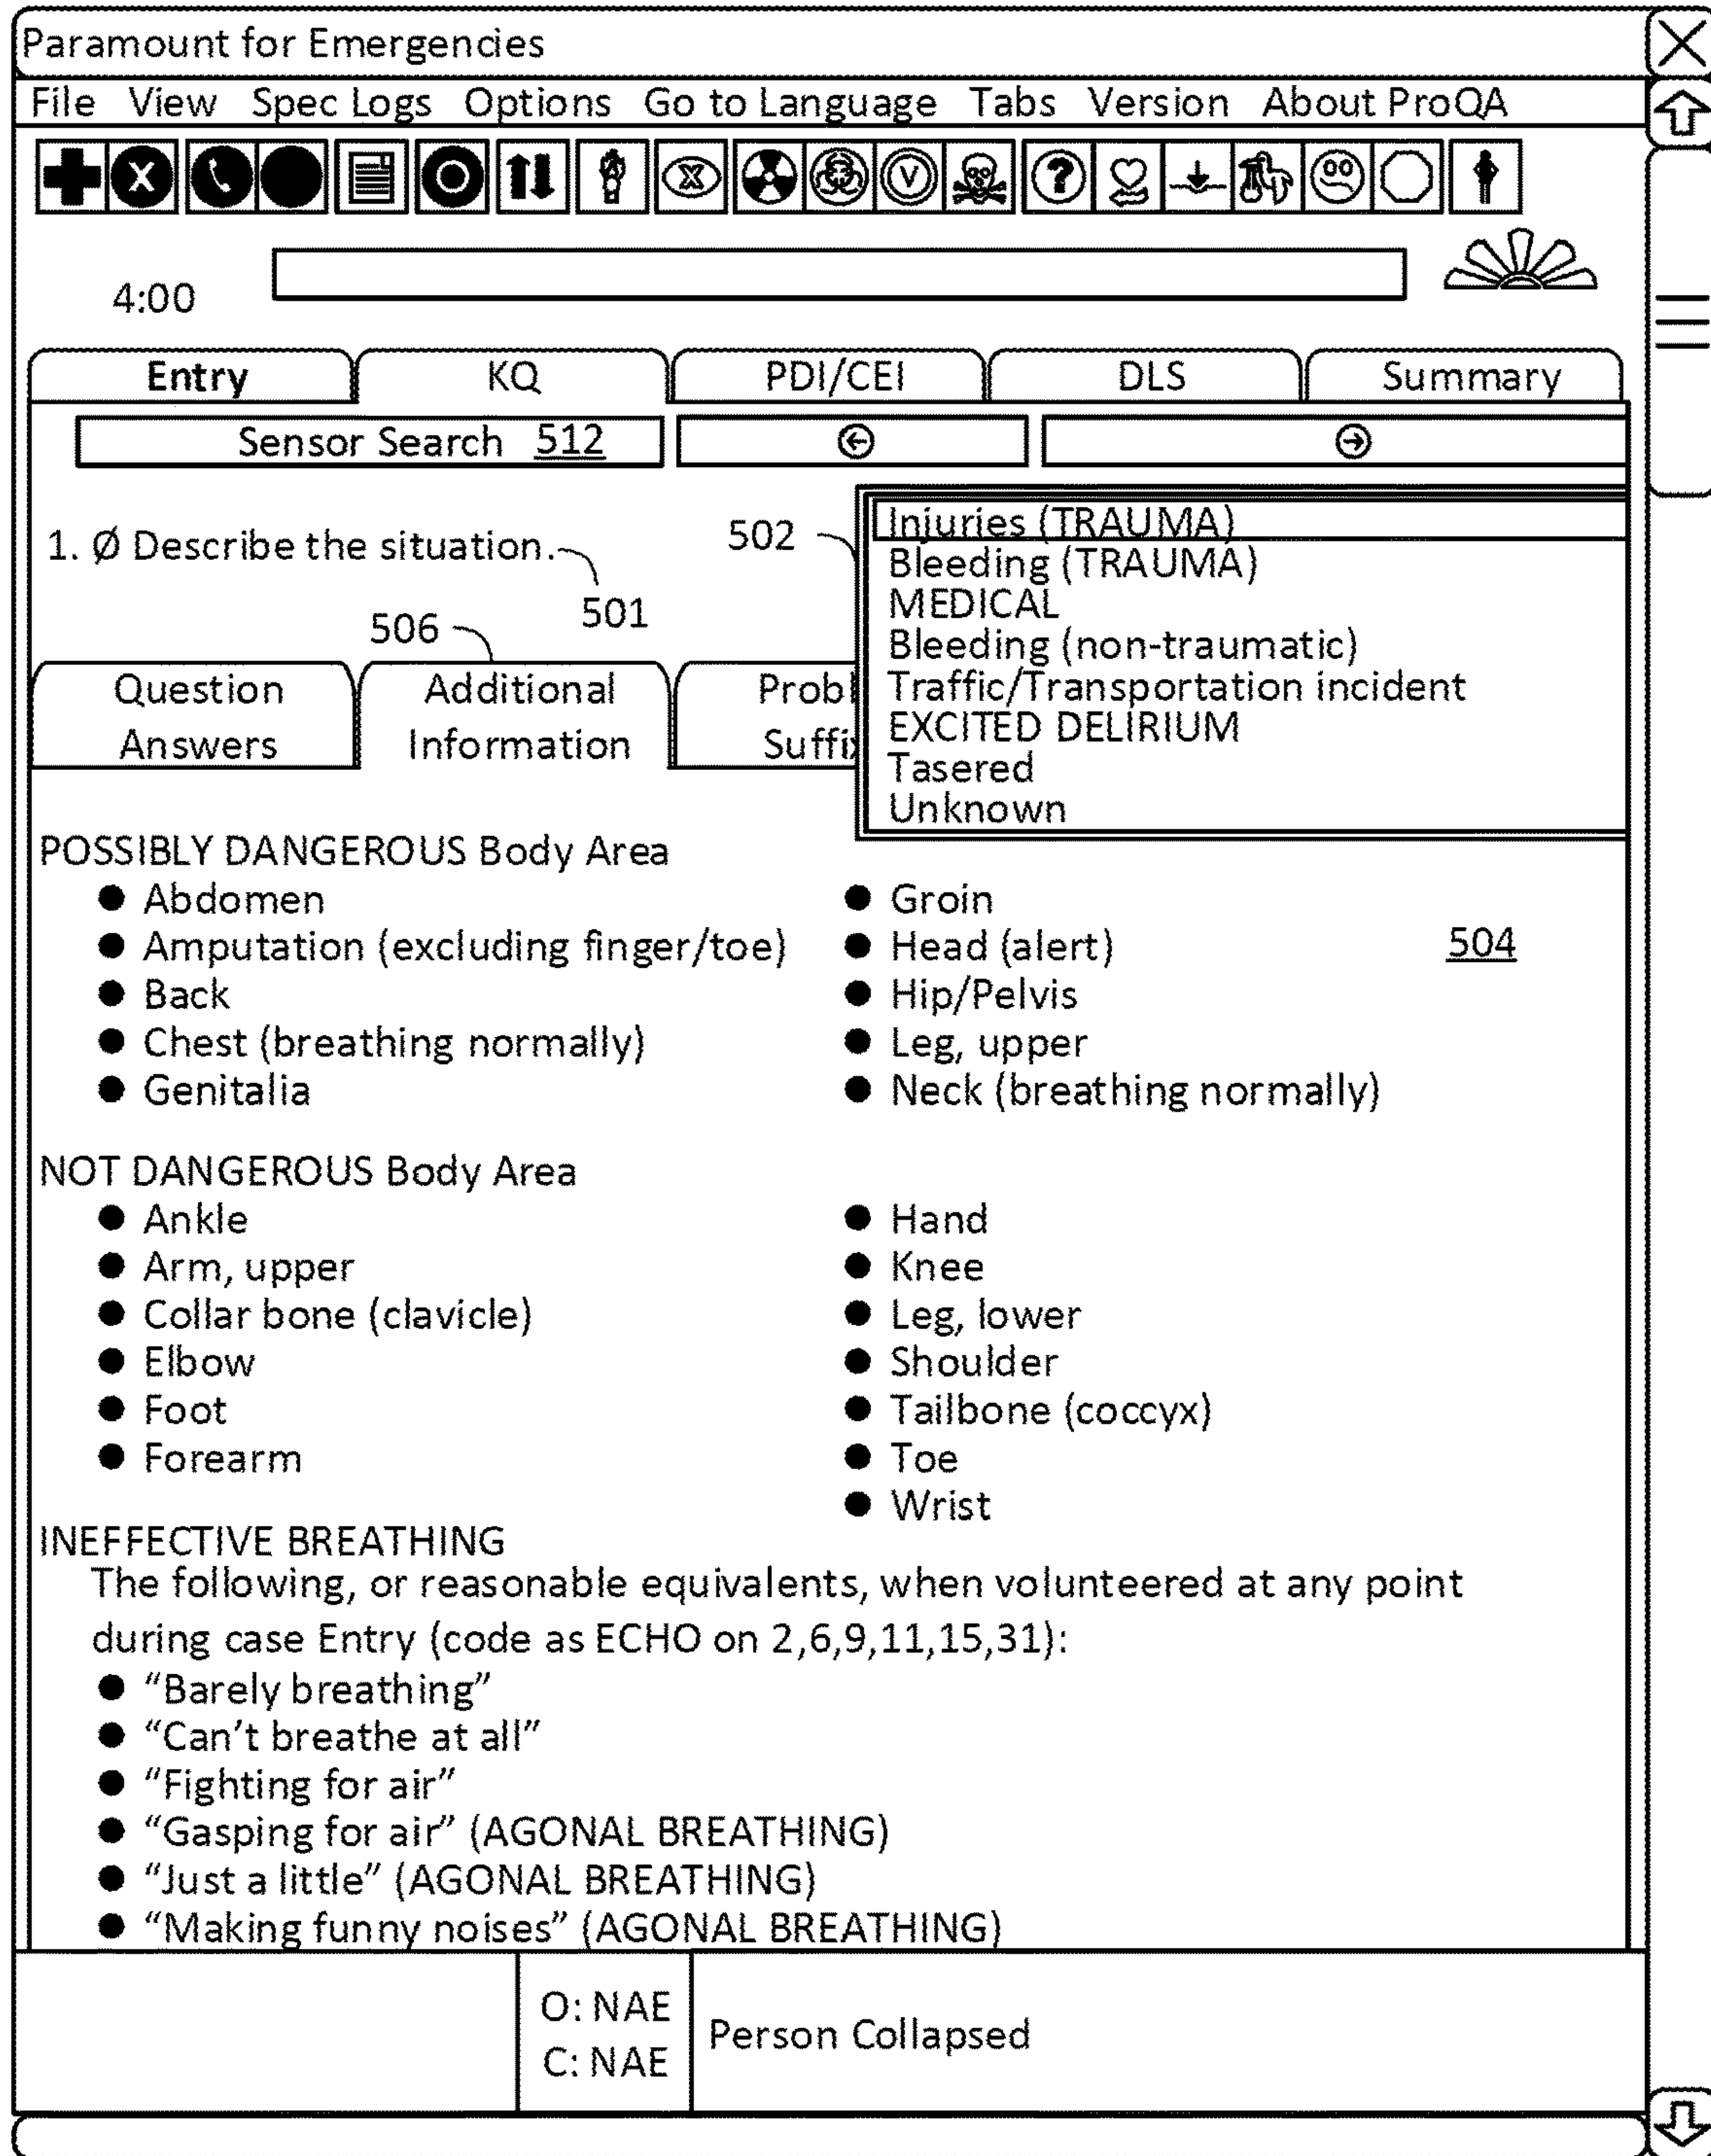 Paramount for Emergencies
File View Spec Logs Options Go to Language Tabs Version About ProQA
X V ?
4:00
Entry KQ PDI/CEI DLS Summary
Sensor Search 512
1. Ø Describe the situation.
501
502
Injuries (TRAUMA)
Bleeding (TRAUMA)
MEDICAL
Bleeding (non-traumatic)
Traffic/Transportation incident
EXCITED DELIRIUM
Tasered
Unknown
506
Question Answers
Additional Information
Probl
Suffix
504
POSSIBLY DANGEROUS Body Area
● Abdomen
● Amputation (excluding finger/toe)
● Back
● Chest (breathing normally)
● Genitalia
● Groin
● Head (alert)
● Hip/Pelvis
● Leg, upper
● Neck (breathing normally)
NOT DANGEROUS Body Area
● Ankle
● Arm, upper
● Collar bone (clavicle)
● Elbow
● Foot
● Forearm
● Hand
● Knee
● Leg, lower
● Shoulder
● Tailbone (coccyx)
● Toe
● Wrist
INEFFECTIVE BREATHING
The following, or reasonable equivalents, when volunteered at any point
during case Entry (code as ECHO on 2,6,9,11,15,31):
● “Barely breathing”
● “Can’t breathe at all”
● “Fighting for air”
● “Gasping for air” (AGONAL BREATHING)
● “Just a little” (AGONAL BREATHING)
● “Making funny noises” (AGONAL BREATHING)
O: NAE
C: NAE
Person Collapsed